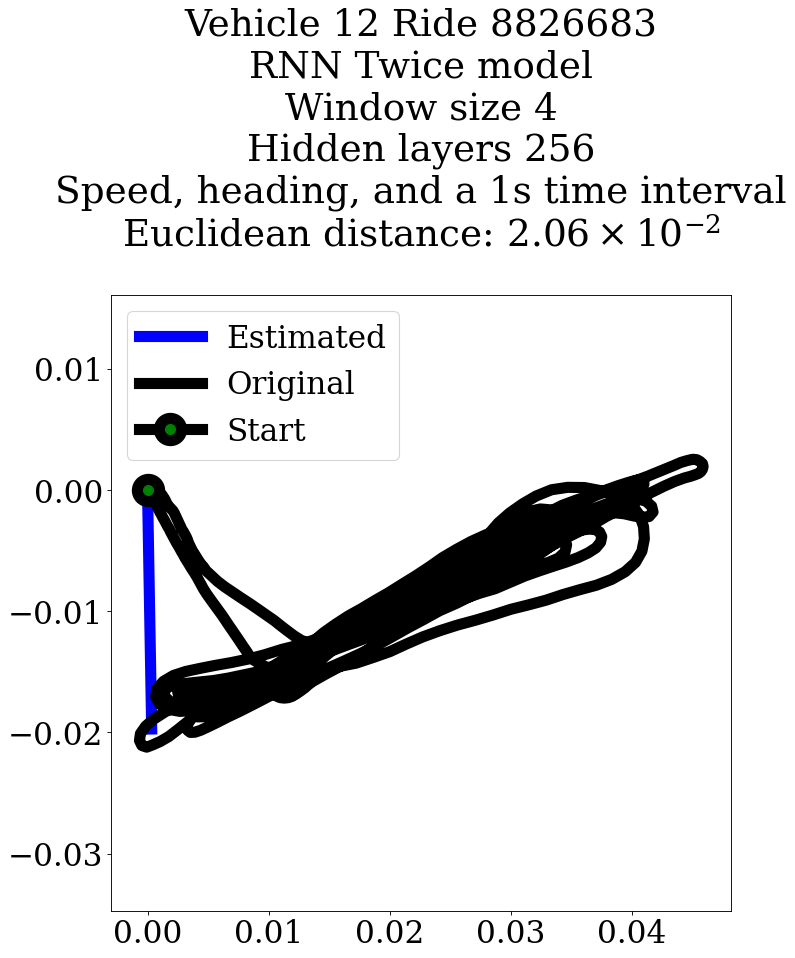 Vehicle 12 Ride 8826683
RNN Twice model
Window size 4
Hidden layers 256
Speed, heading, and a 1s time interval
Euclidean distance: 2.06 × 10⁻²
Estimated
Original
Start
0.01
0.00
−0.01
−0.02
−0.03
0.00 0.01 0.02 0.03 0.04